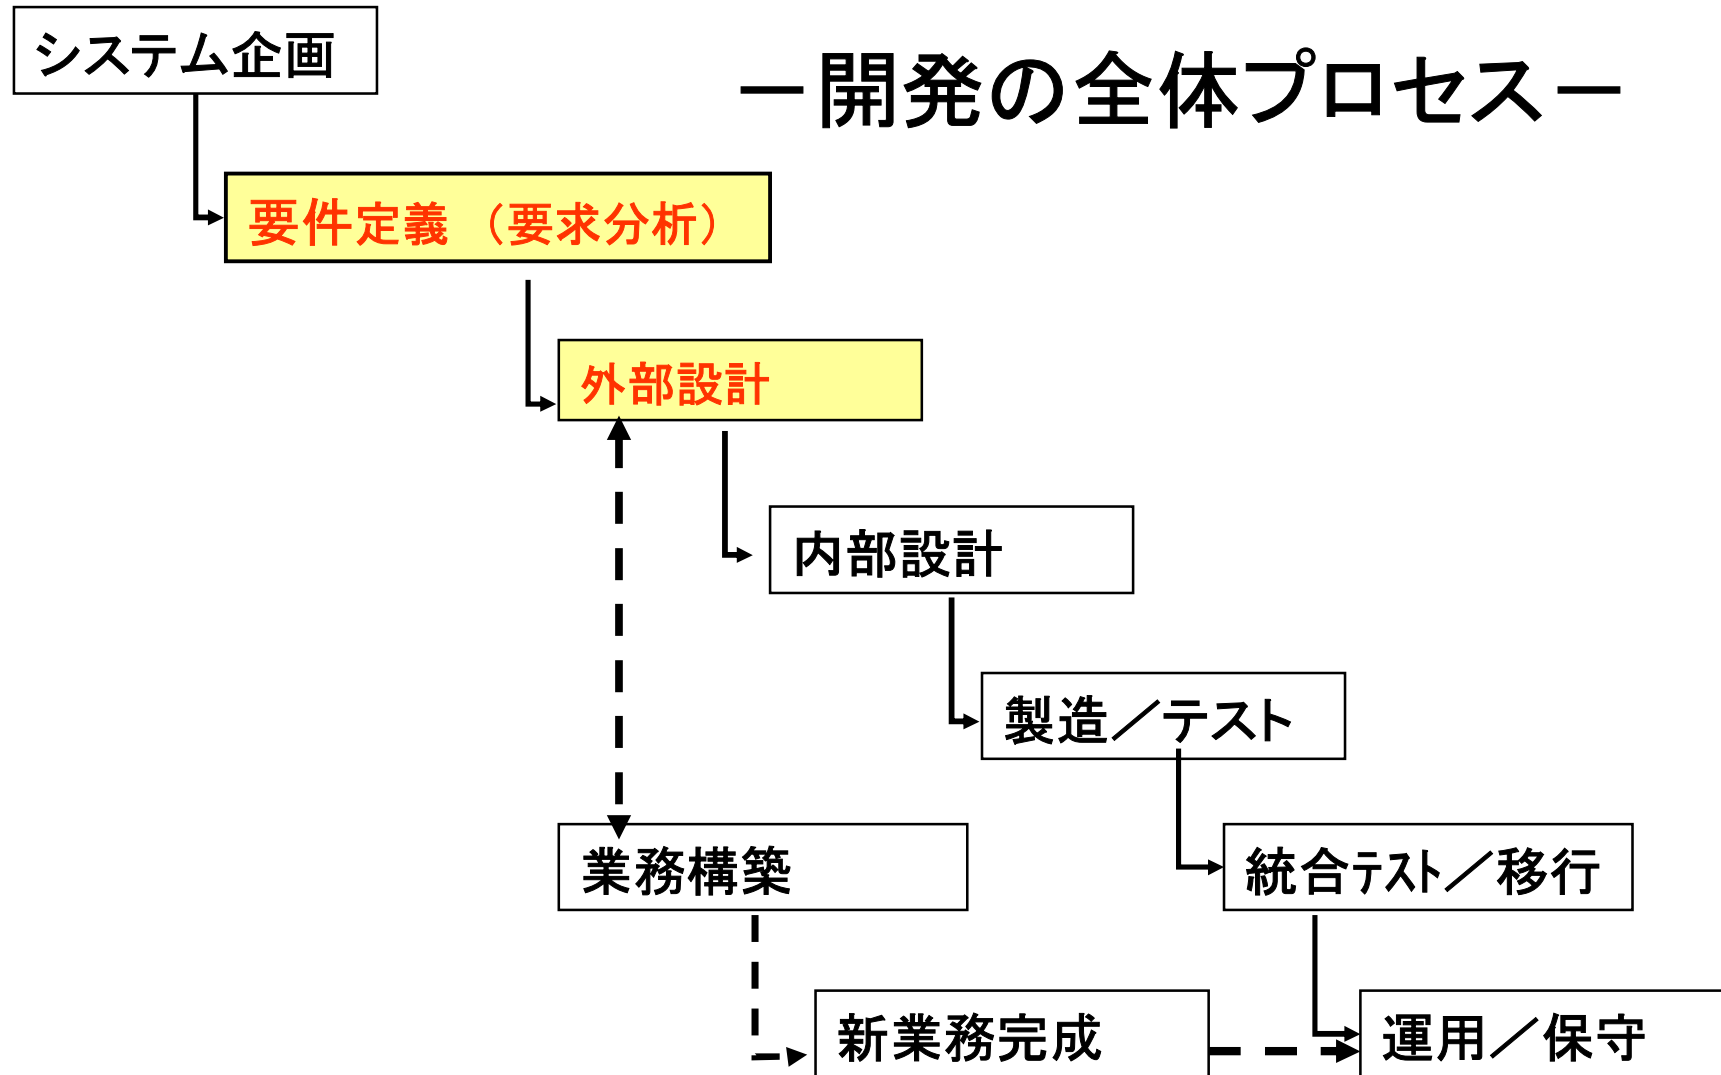 システム企画
－開発の全体プロセス－
要件定義（要求分析）
外部設計
内部設計
製造／テスト
業務構築
統合ﾃｽﾄ／移行
新業務完成
運用／保守